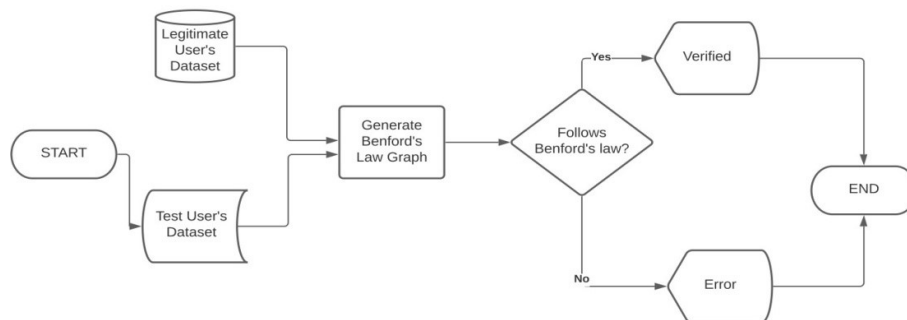 Legitimate
User's
Dataset
START
Test User's
Dataset
Generate
Benford's
Law Graph
Follows
Benford's law?
Yes
Verified
No
Error
END